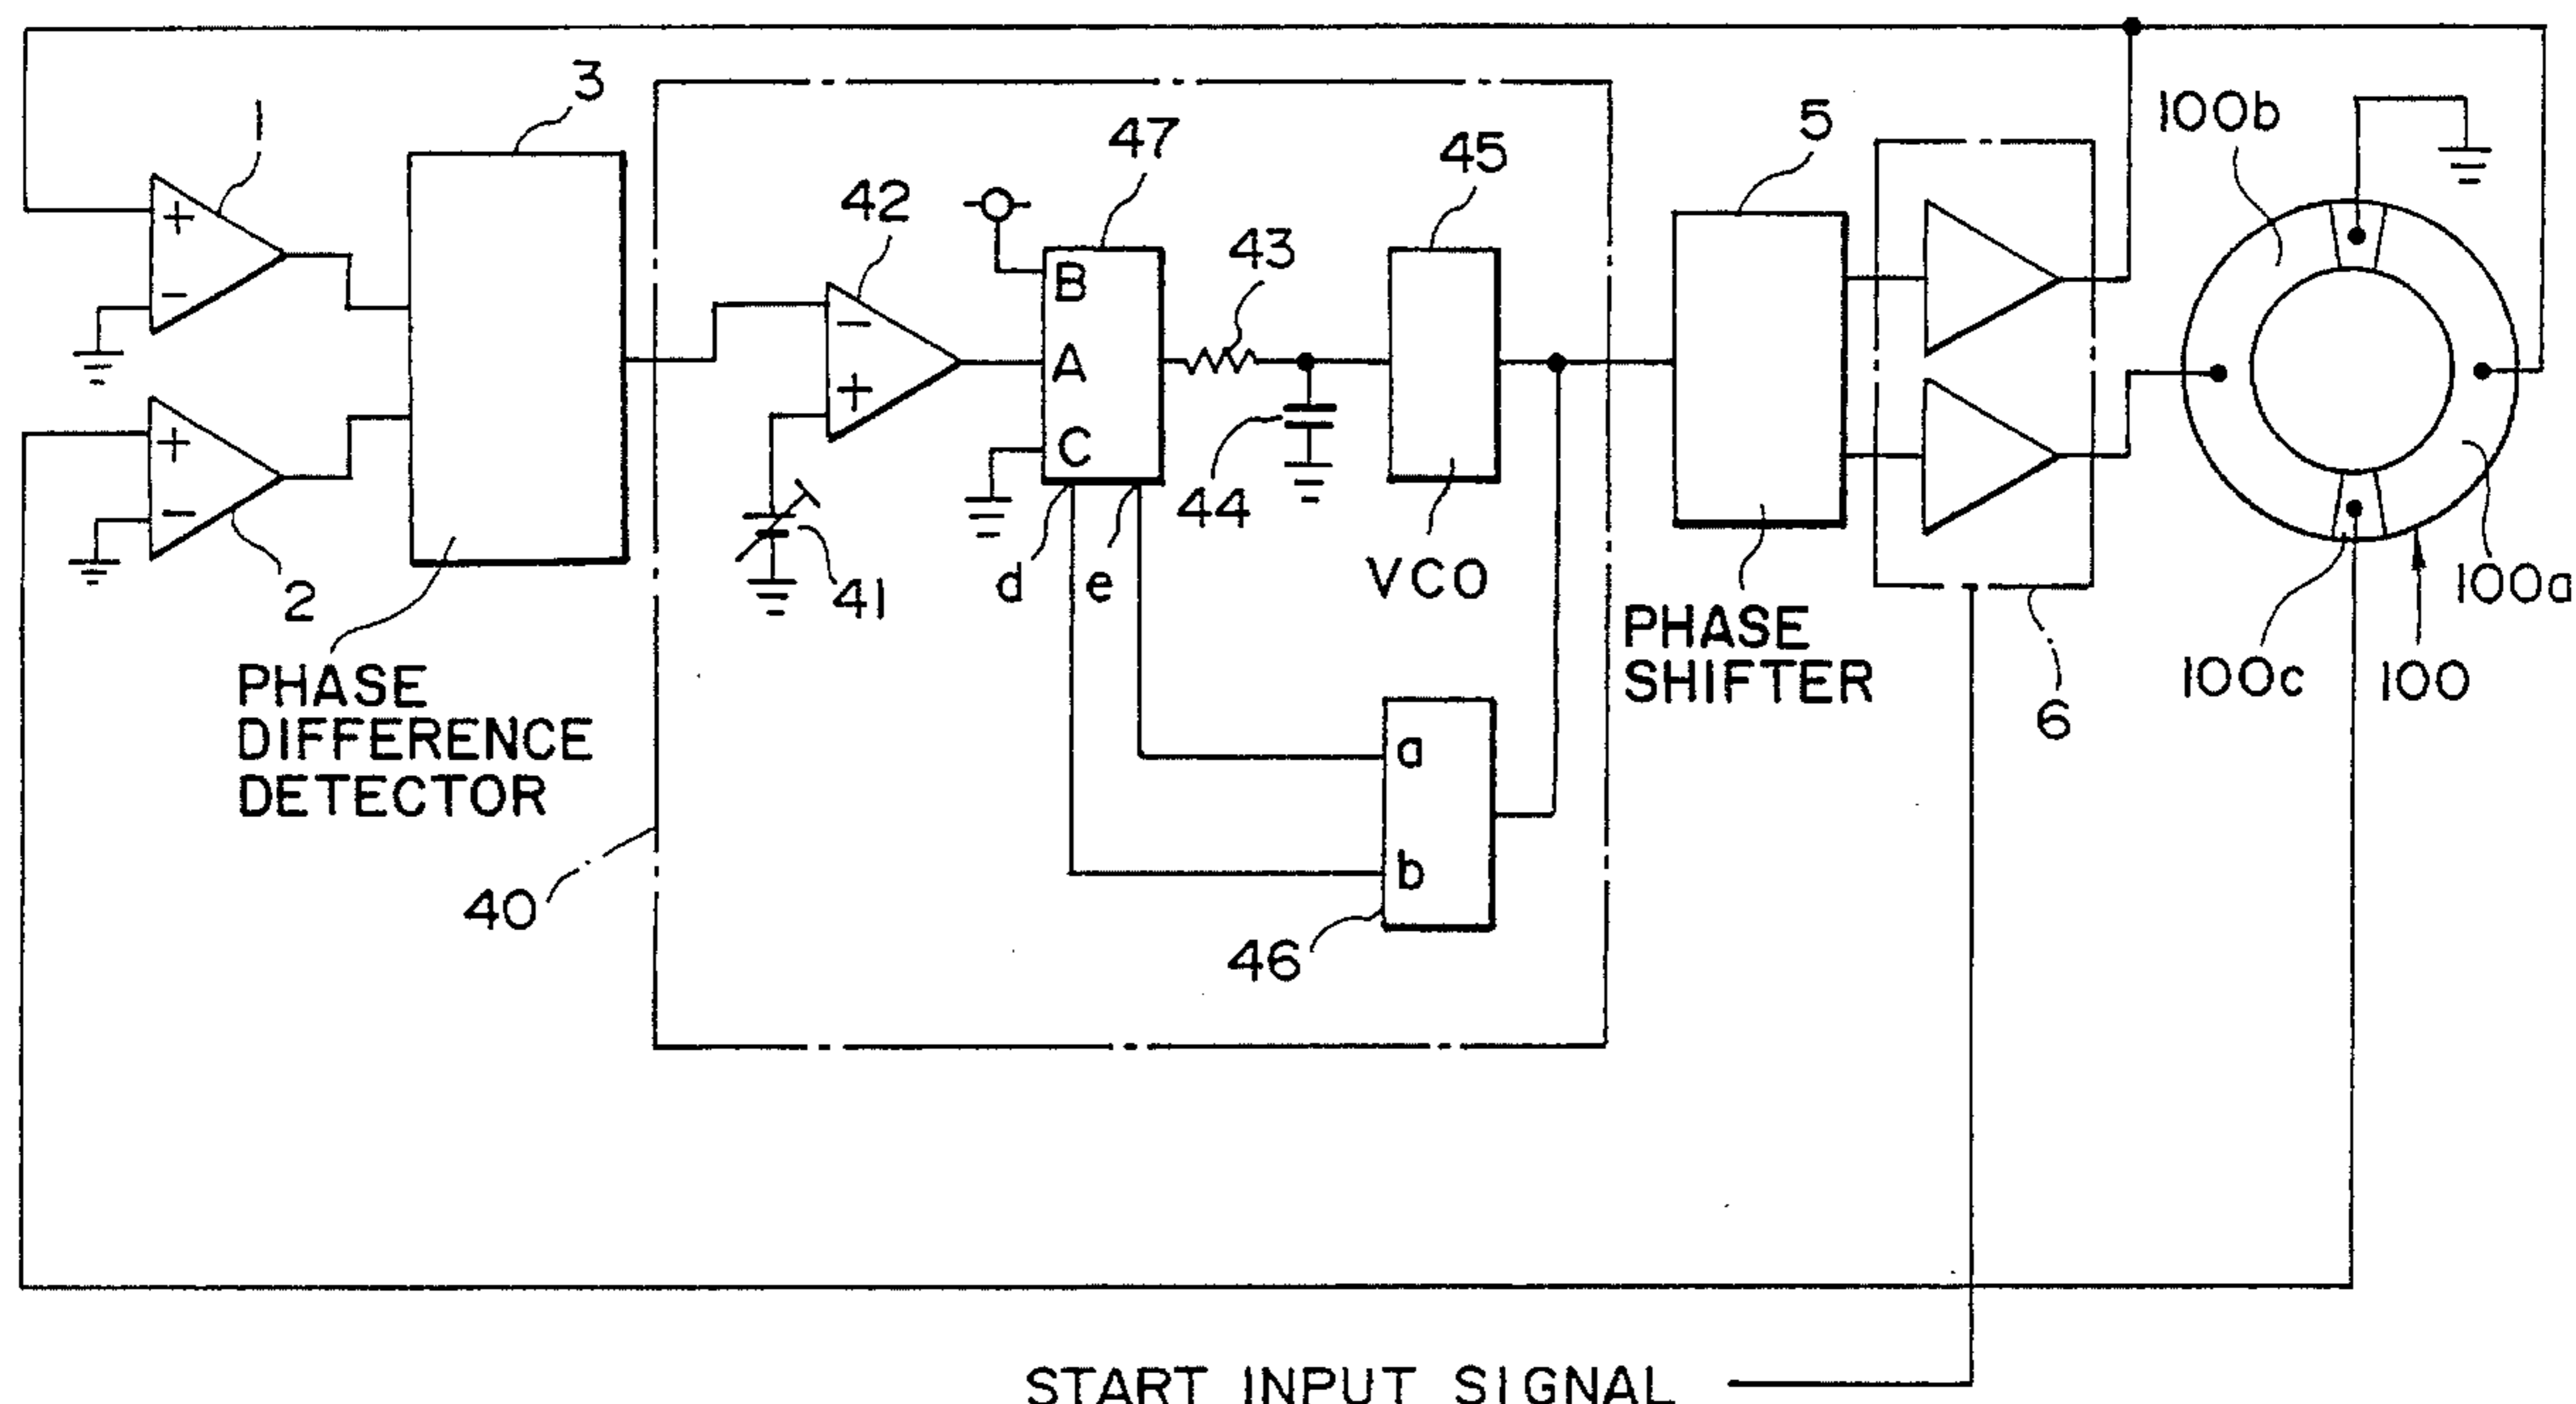 1
3
5
100b
47
45
42
43
+
-
B
A
C
-
+
+
-
44
d
e
41
VCO
2
100a
PHASE
DIFFERENCE
DETECTOR
PHASE
SHIFTER
100c
100
6
a
b
40
46
START INPUT SIGNAL